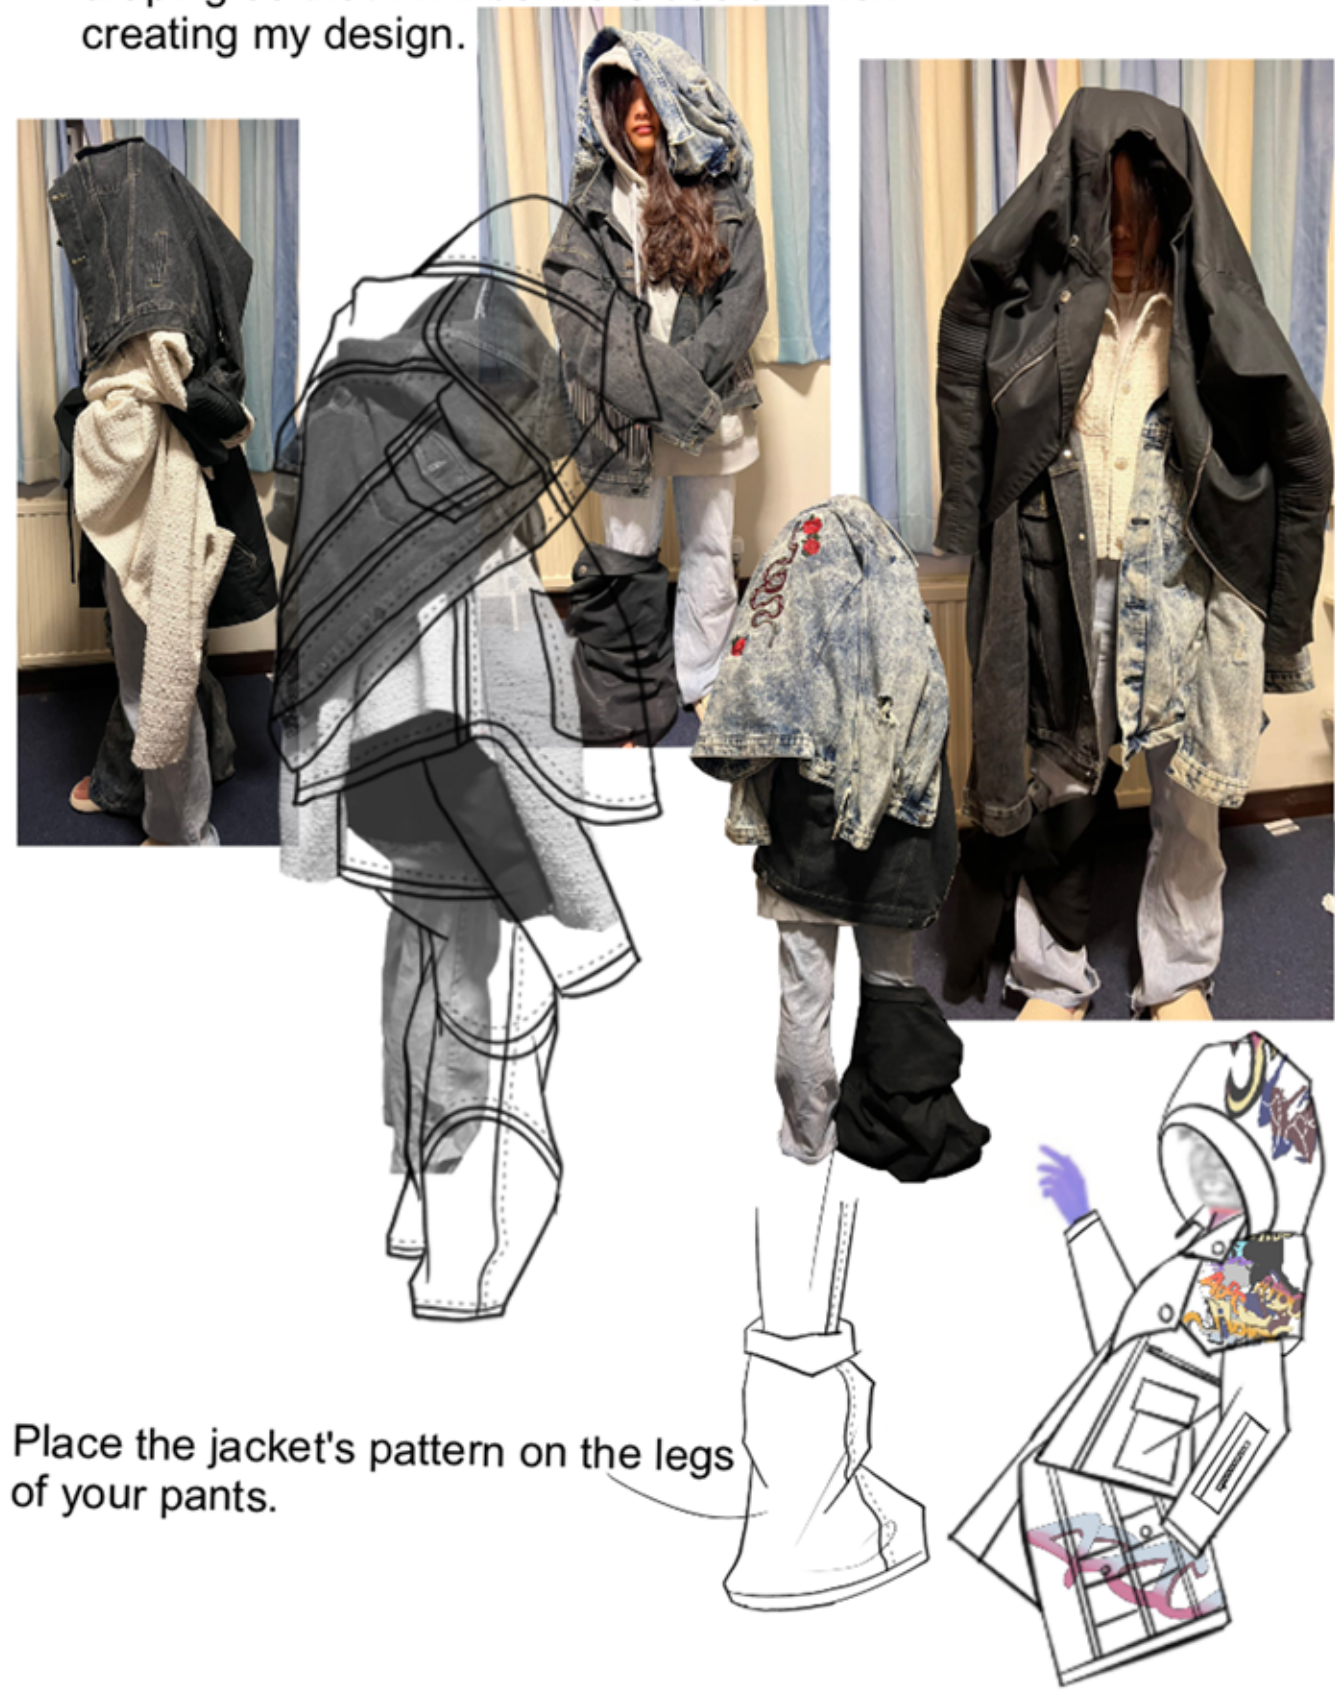 creating my design.
Place the jacket's pattern on the legs
of your pants.